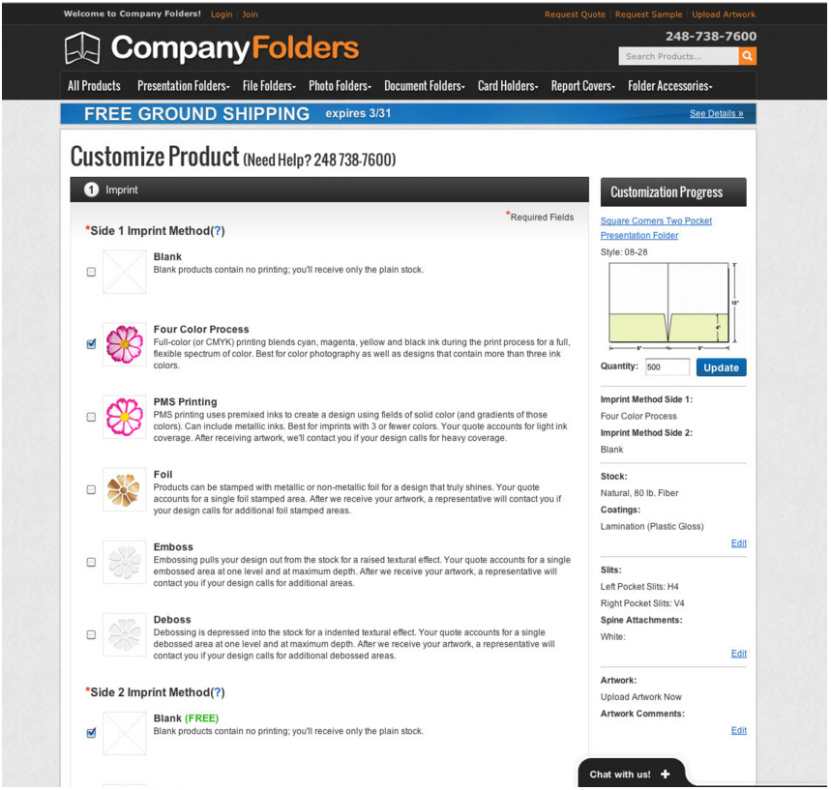 Welcome to Company Folders! Login Join
Request Quote Request Sample Upload Artwork
CompanyFolders
248-738-7600
Search Products...
All Products Presentation Folders- File Folders- Photo Folders- Document Folders- Card Holders- Report Covers- Folder Accessories-
FREE GROUND SHIPPING expires 3/31
See Details »
Customize Product (Need Help? 248 738-7600)
1 Imprint
*Required Fields
*Side 1 Imprint Method(?)
Blank
Blank products contain no printing; you'll receive only the plain stock.
Four Color Process
Full-color (or CMYK) printing blends cyan, magenta, yellow and black ink during the print process for a full,
flexible spectrum of color. Best for color photography as well as designs that contain more than three ink
colors.
PMS Printing
PMS printing uses premixed inks to create a design using fields of solid color (and gradients of those
colors). Can include metallic inks. Best for imprints with 3 or fewer colors. Your quote accounts for light ink
coverage. After receiving artwork, we'll contact you if your design calls for heavy coverage.
Foil
Products can be stamped with metallic or non-metallic foil for a design that truly shines. Your quote
accounts for a single foil stamped area. After we receive your artwork, a representative will contact you if
your design calls for additional foil stamped areas.
Emboss
Embossing pulls your design out from the stock for a raised textural effect. Your quote accounts for a single
embossed area at one level and at maximum depth. After we receive your artwork, a representative will
contact you if your design calls for additional areas.
Deboss
Debossing is depressed into the stock for a indented textural effect. Your quote accounts for a single
debossed area at one level and at maximum depth. After we receive your artwork, a representative will
contact you if your design calls for additional debossed areas.
*Side 2 Imprint Method(?)
Blank (FREE)
Blank products contain no printing; you'll receive only the plain stock.
Customization Progress
Square Corners Two Pocket
Presentation Folder
Style: 08-28
12"
4"
9" 9"
Quantity: 500 Update
Imprint Method Side 1:
Four Color Process
Imprint Method Side 2:
Blank
Stock:
Natural, 80 lb. Fiber
Coatings:
Lamination (Plastic Gloss)
Edit
Slits:
Left Pocket Slits: H4
Right Pocket Slits: V4
Spine Attachments:
White:
Edit
Artwork:
Upload Artwork Now
Artwork Comments:
Edit
Chat with us! +